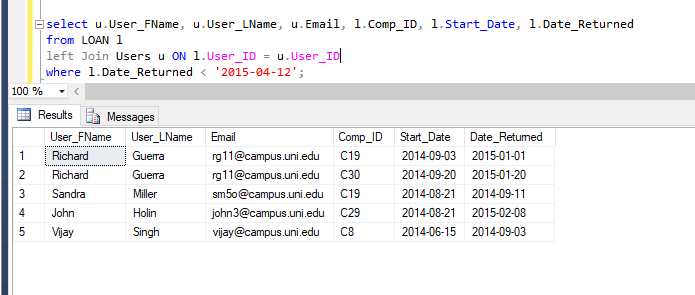 select u.User_FName, u.User_LName, u.Email, l.Comp_ID, l.Start_Date, l.Date_Returned
from LOAN l
left Join Users u ON l.User_ID = u.User_ID
where l.Date_Returned < '2015-04-12';
100 %
Results Messages
User_FName User_LName Email Comp_ID Start_Date Date_Returned
1 Richard Guerra rg11@campus.uni.edu C19 2014-09-03 2015-01-01
2 Richard Guerra rg11@campus.uni.edu C30 2014-09-20 2015-01-20
3 Sandra Miller sm5o@campus.uni.edu C19 2014-08-21 2014-09-11
4 John Holin john3@campus.uni.edu C29 2014-08-21 2015-02-08
5 Vijay Singh vijay@campus.uni.edu C8 2014-06-15 2014-09-03